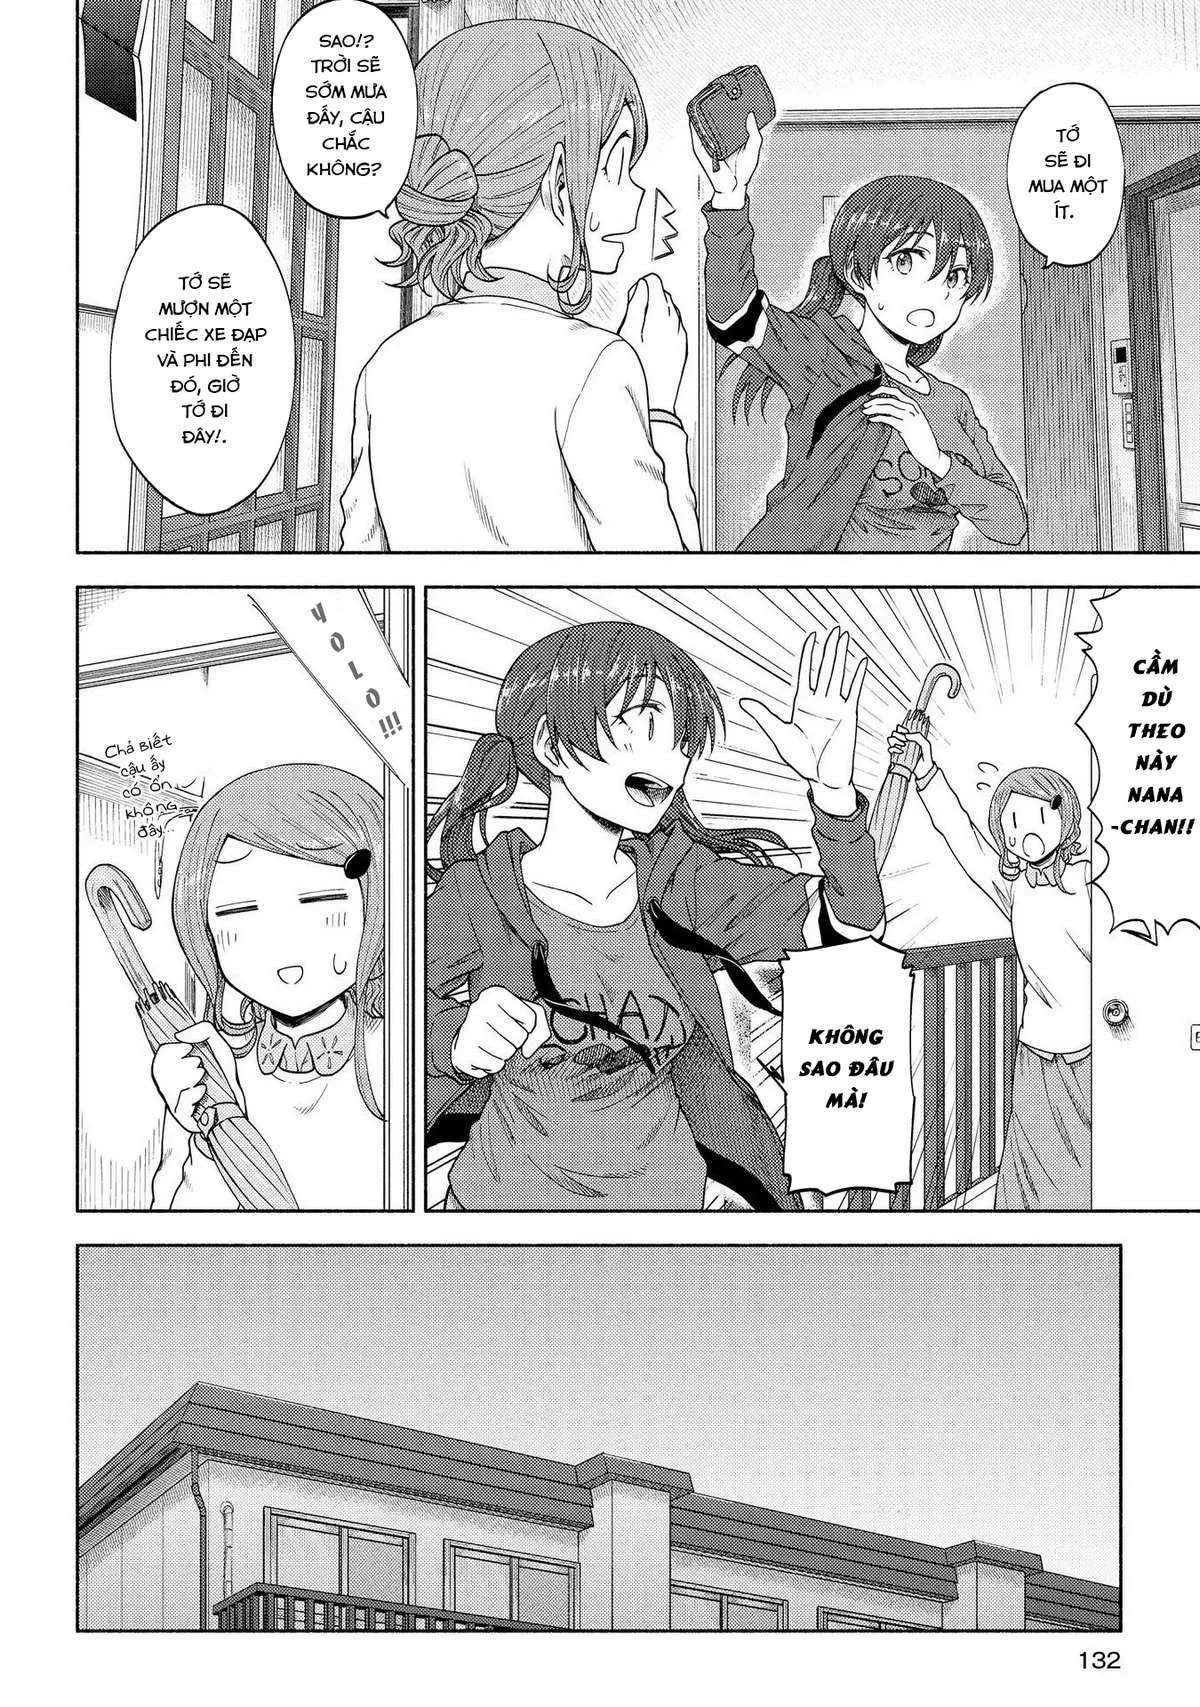 TỚ
SẼ ĐI
MUA MỘT
ÍT.
SAO!?
TRỜI SẼ
SỚM MƯA
ĐẤY, CẬU
CHẮC
KHÔNG?
TỚ SẼ
MƯỢN MỘT
CHIẾC XE ĐẠP
VÀ PHI ĐẾN
ĐÓ, GIỜ
TỚ ĐI
ĐÂY!.
CẦM
DÙ
THEO
NÀY
NANA
-CHAN!!
KHÔNG
SAO ĐÂU
MÀ!
YOLO!!!
Chả biết
cậu ấy
có ổn
không
đây...
132